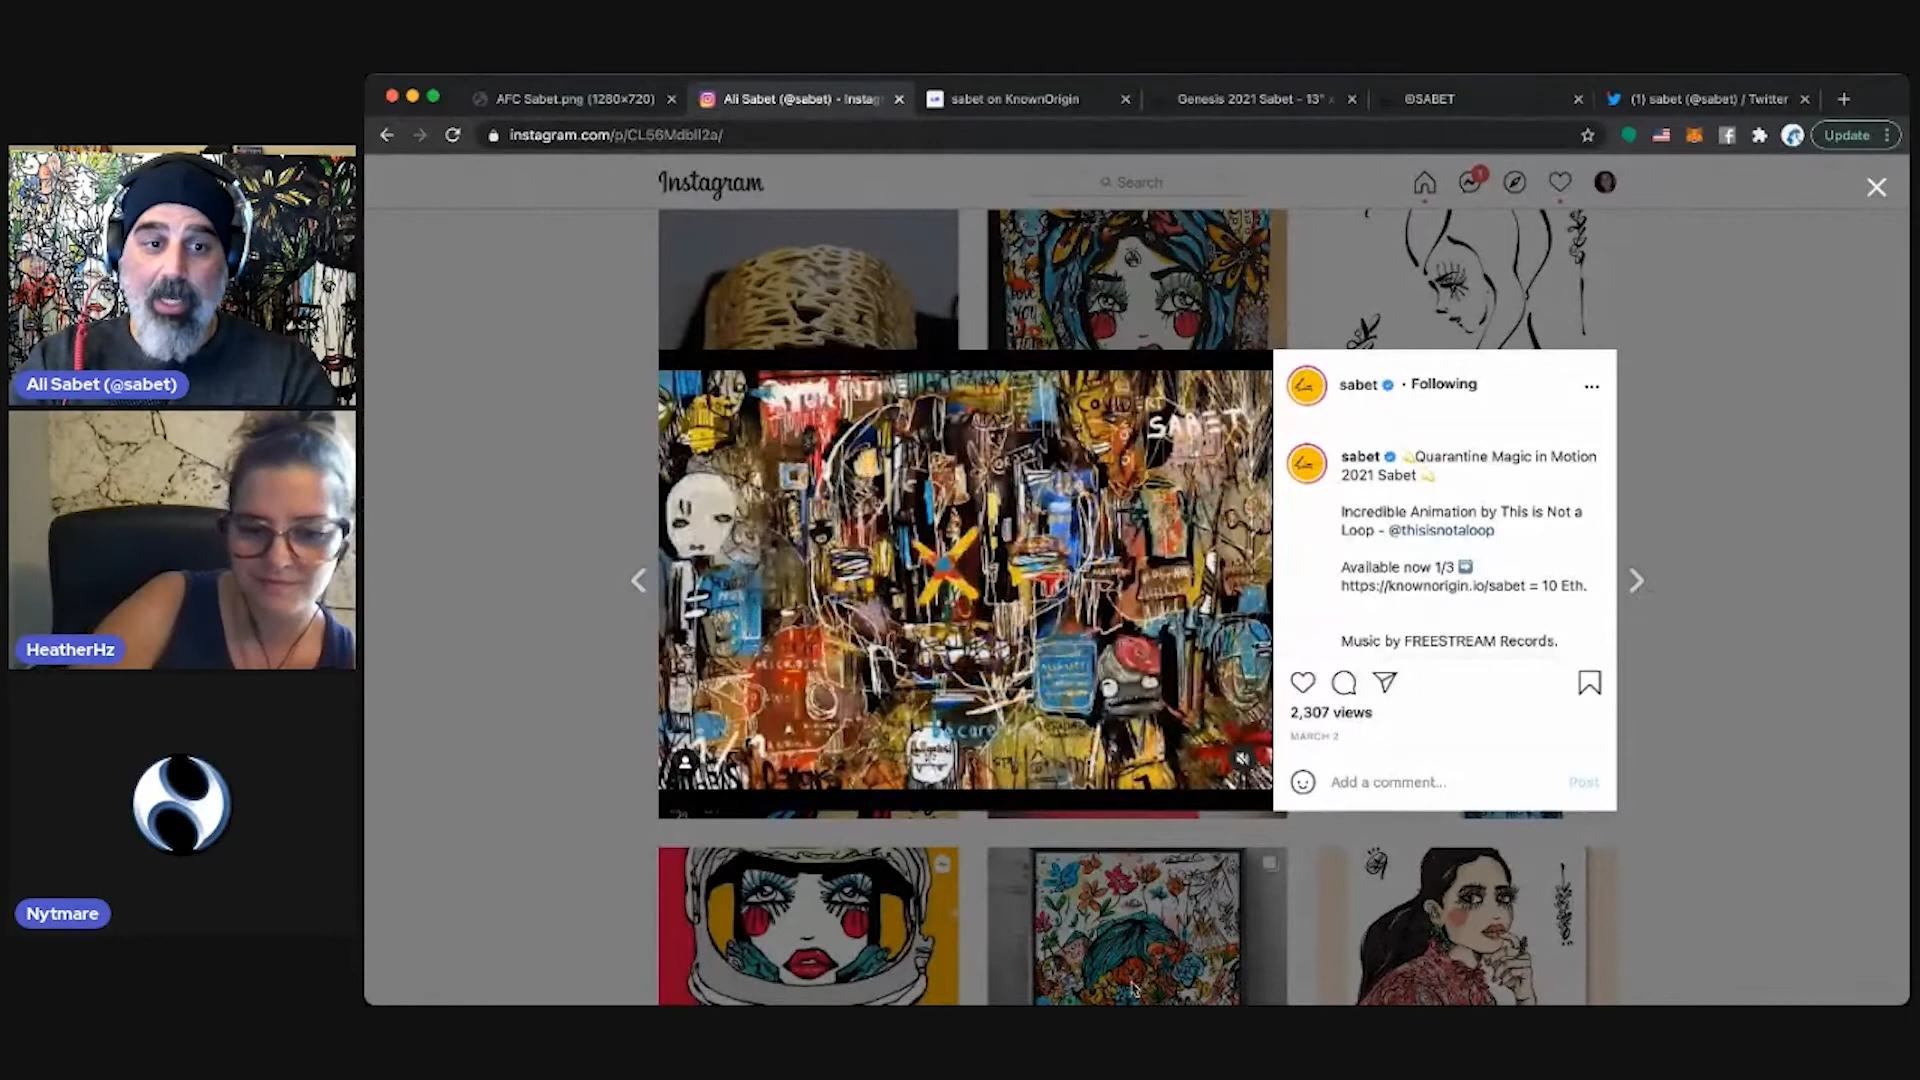 AFC Sabet.png (1280×720)
Ali Sabet (@sabet) - Instag
sabet on KnownOrigin
Genesis 2021 Sabet - 13"
@SABET
(1) sabet (@sabet) / Twitter
instagram.com/p/CL56Mdbll2a/
Update
Instagram
Search
1
Ali Sabet (@sabet)
HeatherHz
Nytmare
SABET
sabet · Following
...
sabet 💫Quarantine Magic in Motion
2021 Sabet 💫
Incredible Animation by This is Not a
Loop - @thisisnotaloop
Available now 1/3 ➡️
https://knownorigin.io/sabet = 10 Eth.
Music by FREESTREAM Records.
2,307 views
MARCH 2
Add a comment...
Post